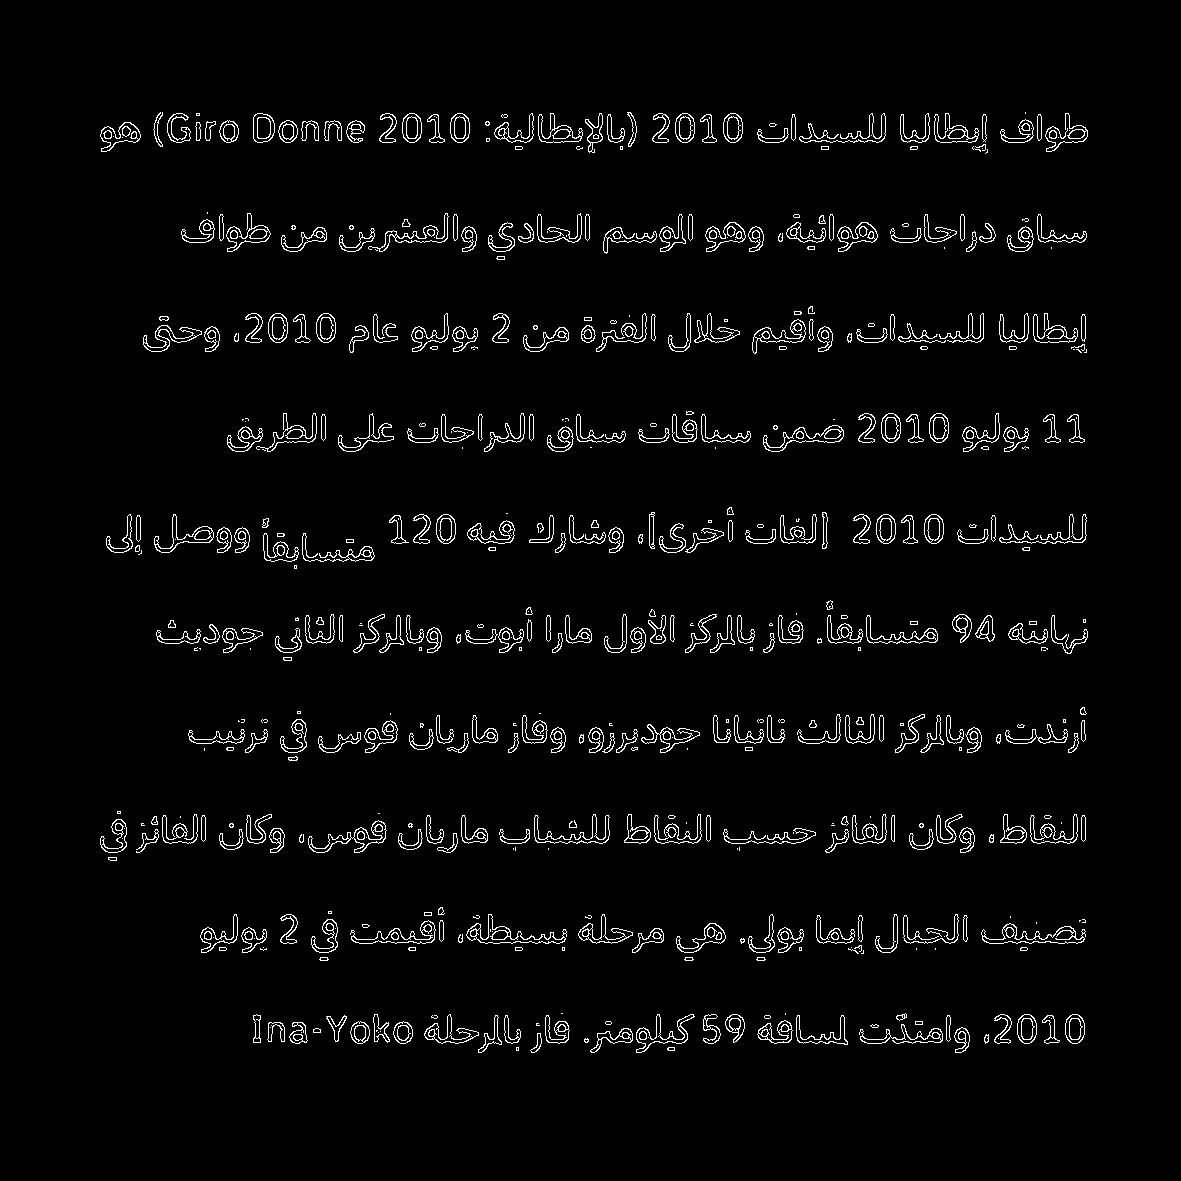 طواف إيطاليا للسيدات 2010 (بالإيطالية: Giro Donne 2010) هو
سباق دراجات هوائية، وهو الموسم الحادي والعشرين من طواف
إيطاليا للسيدات، وأقيم خلال الفترة من 2 يوليو عام 2010، وحتى
11 يوليو 2010 ضمن سباقات سباق الدراجات على الطريق
للسيدات 2010 [لغات أخرى]، وشارك فيه 120 متسابقاً ووصل إلى
نهايته 94 متسابقاً. فاز بالمركز الأول مارا أبوت، وبالمركز الثاني جوديث
أرندت، وبالمركز الثالث تاتيانا جوديرزو، وفاز ماريان فوس في ترتيب
النقاط، وكان الفائز حسب النقاط للشباب ماريان فوس، وكان الفائز في
تصنيف الجبال إيما بولي. هي مرحلة بسيطة، أقيمت في 2 يوليو
2010، وامتدّت لمسافة 59 كيلومتر. فاز بالمرحلة Ina-Yoko